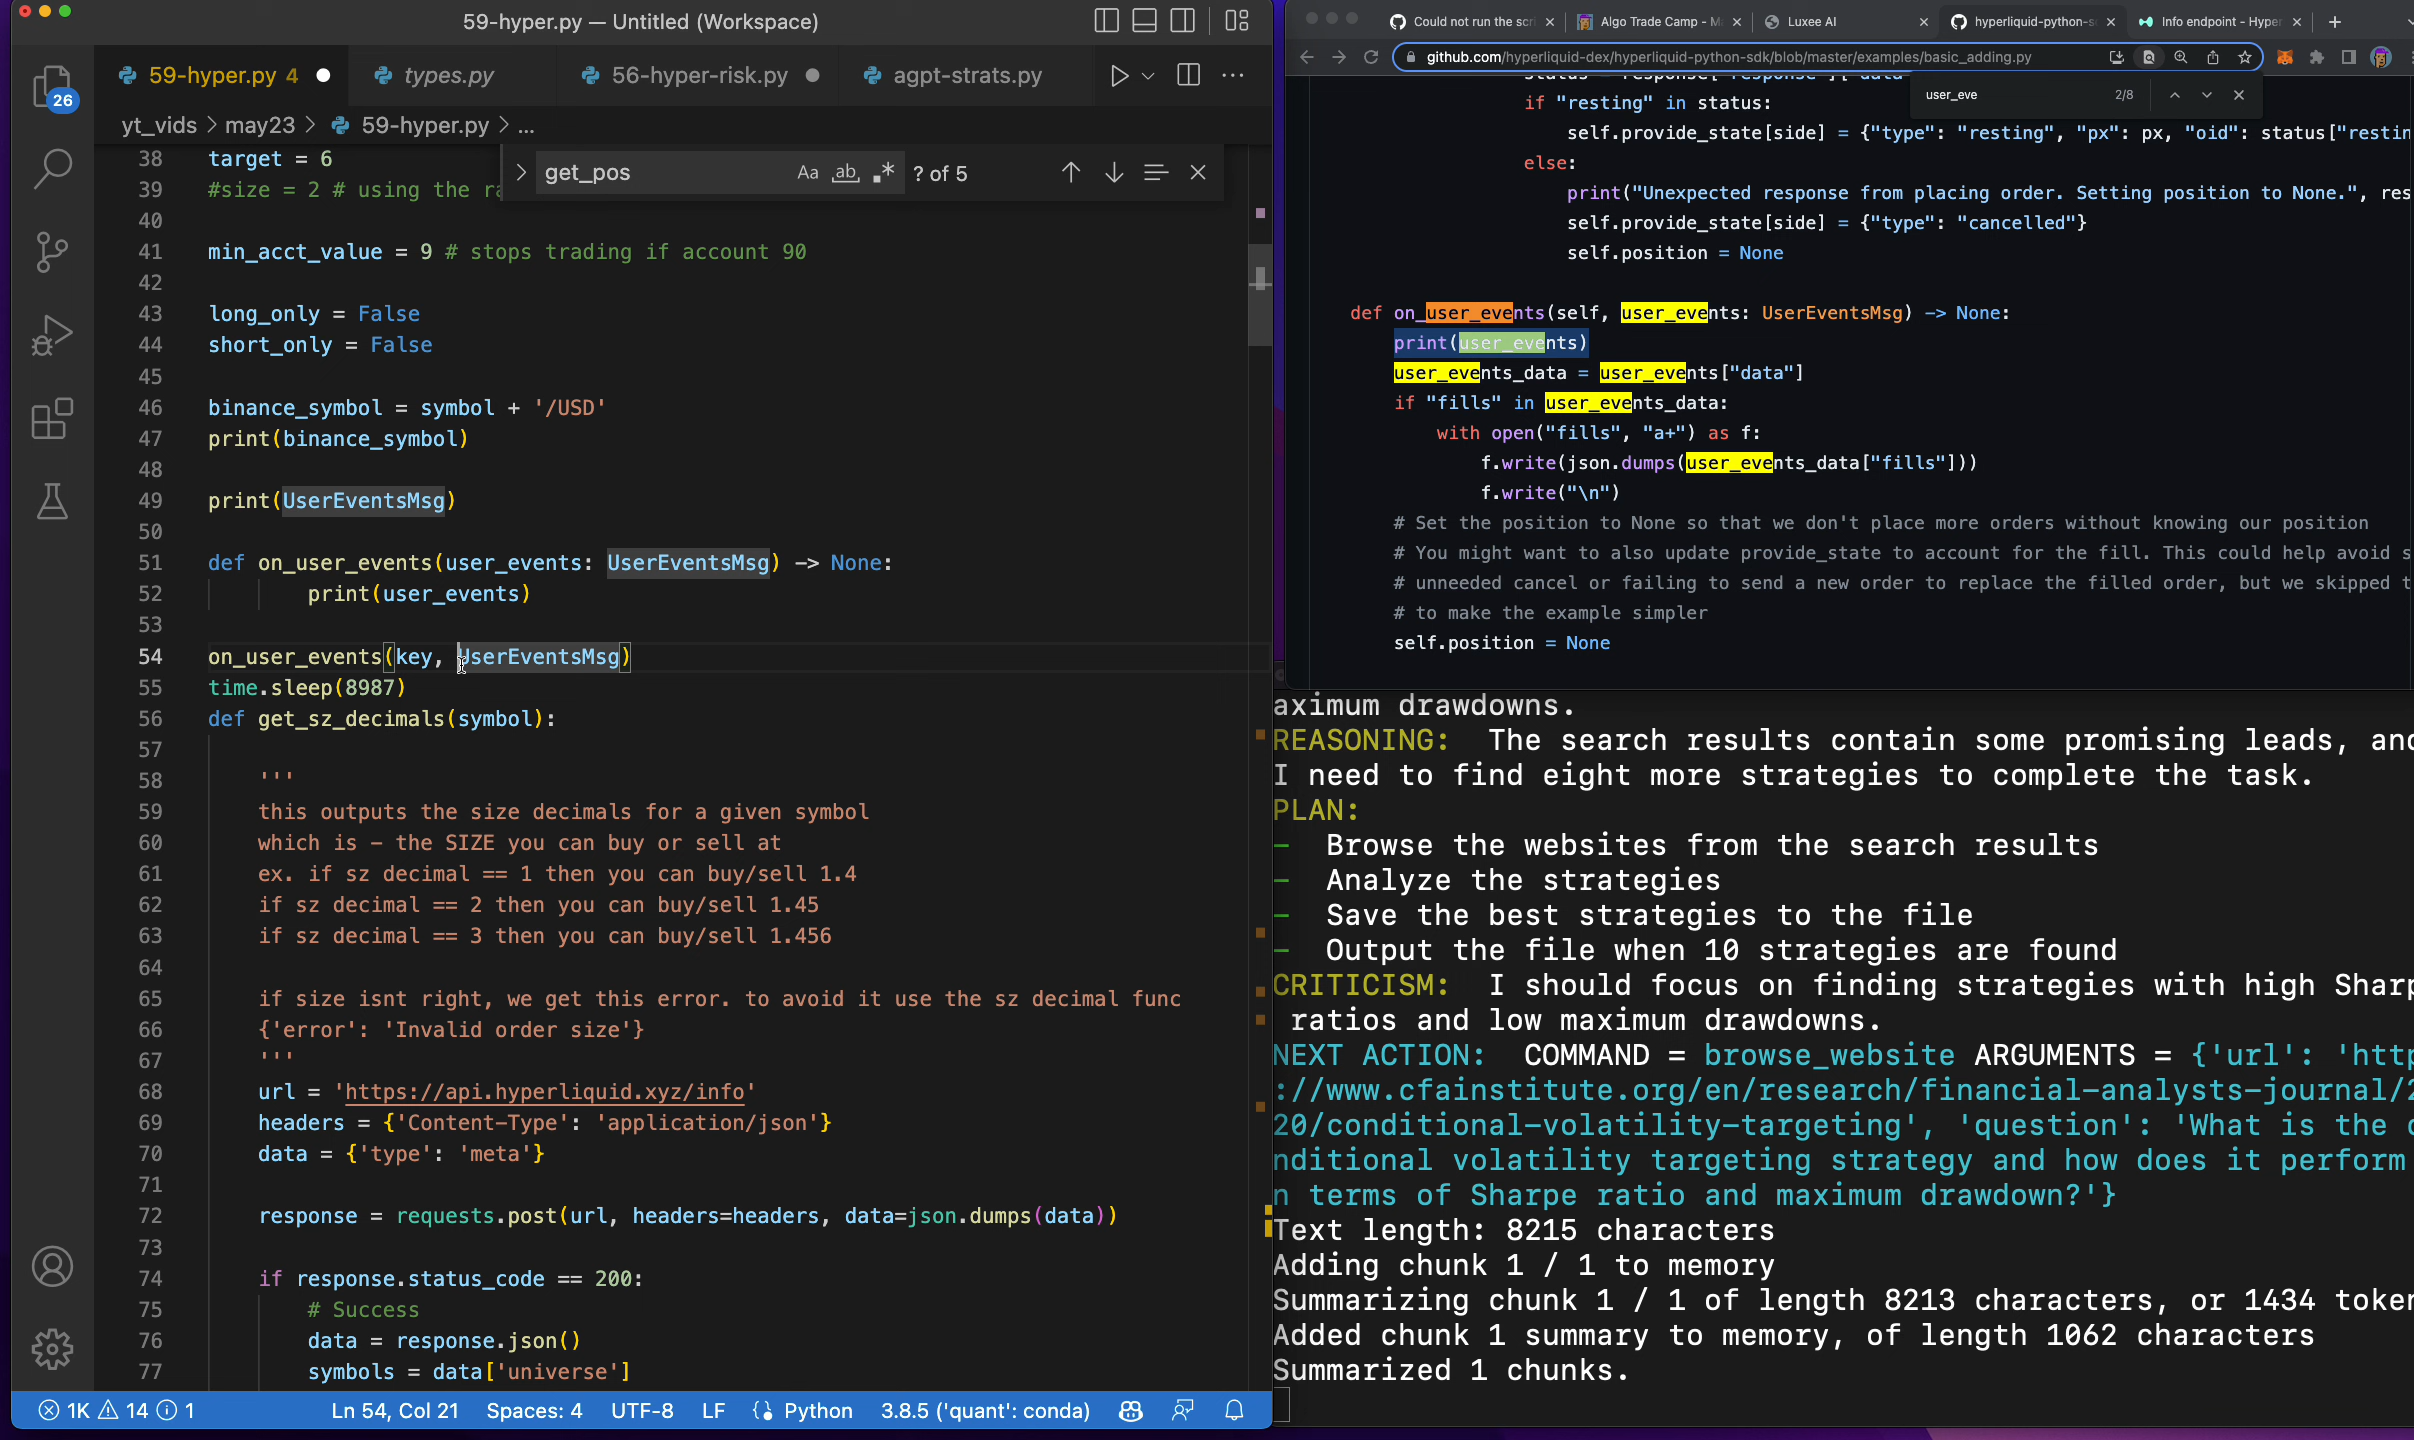 59-hyper.py — Untitled (Workspace)
26
59-hyper.py 4
types.py
56-hyper-risk.py
agpt-strats.py
yt_vids > may23 > 59-hyper.py > ...
get_pos
Aa
ab
? of 5
38 target = 6
39 #size = 2 # using the
40
41 min_acct_value = 9 # stops trading if account 90
42
43 long_only = False
44 short_only = False
45
46 binance_symbol = symbol + '/USD'
47 print(binance_symbol)
48
49 print(UserEventsMsg)
50
51 def on_user_events(user_events: UserEventsMsg) -> None:
52 print(user_events)
53
54 on_user_events(key, UserEventsMsg)
55 time.sleep(8987)
56 def get_sz_decimals(symbol):
57
58 '''
59 this outputs the size decimals for a given symbol
60 which is - the SIZE you can buy or sell at
61 ex. if sz decimal == 1 then you can buy/sell 1.4
62 if sz decimal == 2 then you can buy/sell 1.45
63 if sz decimal == 3 then you can buy/sell 1.456
64
65 if size isnt right, we get this error. to avoid it use the sz decimal func
66 {'error': 'Invalid order size'}
67 '''
68 url = 'https://api.hyperliquid.xyz/info'
69 headers = {'Content-Type': 'application/json'}
70 data = {'type': 'meta'}
71
72 response = requests.post(url, headers=headers, data=json.dumps(data))
73
74 if response.status_code == 200:
75 # Success
76 data = response.json()
77 symbols = data['universe']
1K 14 1
Ln 54, Col 21 Spaces: 4 UTF-8 LF Python 3.8.5 ('quant': conda)
Could not run the scri
Algo Trade Camp - M
Luxee AI
hyperliquid-python-s
Info endpoint - Hyper
github.com/hyperliquid-dex/hyperliquid-python-sdk/blob/master/examples/basic_adding.py
user_eve 2/8
if "resting" in status:
self.provide_state[side] = {"type": "resting", "px": px, "oid": status["restin
else:
print("Unexpected response from placing order. Setting position to None.", res
self.provide_state[side] = {"type": "cancelled"}
self.position = None
def on_user_events(self, user_events: UserEventsMsg) -> None:
print(user_events)
user_events_data = user_events["data"]
if "fills" in user_events_data:
with open("fills", "a+") as f:
f.write(json.dumps(user_events_data["fills"]))
f.write("\n")
# Set the position to None so that we don't place more orders without knowing our position
# You might want to also update provide_state to account for the fill. This could help avoid s
# unneeded cancel or failing to send a new order to replace the filled order, but we skipped t
# to make the example simpler
self.position = None
aximum drawdowns.
REASONING: The search results contain some promising leads, and
I need to find eight more strategies to complete the task.
PLAN:
- Browse the websites from the search results
- Analyze the strategies
- Save the best strategies to the file
- Output the file when 10 strategies are found
CRITICISM: I should focus on finding strategies with high Sharp
ratios and low maximum drawdowns.
NEXT ACTION: COMMAND = browse_website ARGUMENTS = {'url': 'http
://www.cfainstitute.org/en/research/financial-analysts-journal/2
20/conditional-volatility-targeting', 'question': 'What is the c
nditional volatility targeting strategy and how does it perform
n terms of Sharpe ratio and maximum drawdown?'}
Text length: 8215 characters
Adding chunk 1 / 1 to memory
Summarizing chunk 1 / 1 of length 8213 characters, or 1434 token
Added chunk 1 summary to memory, of length 1062 characters
Summarized 1 chunks.